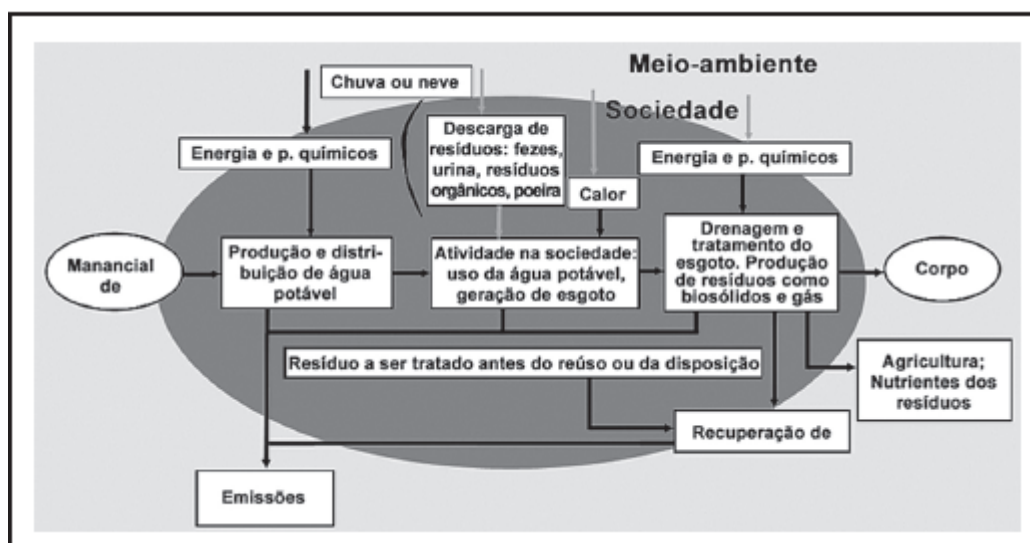 Meio-ambiente
Chuva ou neve
Sociedade
Energia e p. químicos
Descarga de
resíduos: fezes,
urina, resíduos
orgânicos, poeira
Calor
Energia e p. químicos
Manancial
de
Produção e distri-
buição de água
potável
Atividade na sociedade:
uso da água potável,
geração de esgoto
Drenagem e
tratamento do
esgoto. Produção
de resíduos como
biosólidos e gás
Corpo
Resíduo a ser tratado antes do reúso ou da disposição
Agricultura;
Nutrientes dos
resíduos
Recuperação de
Emissões